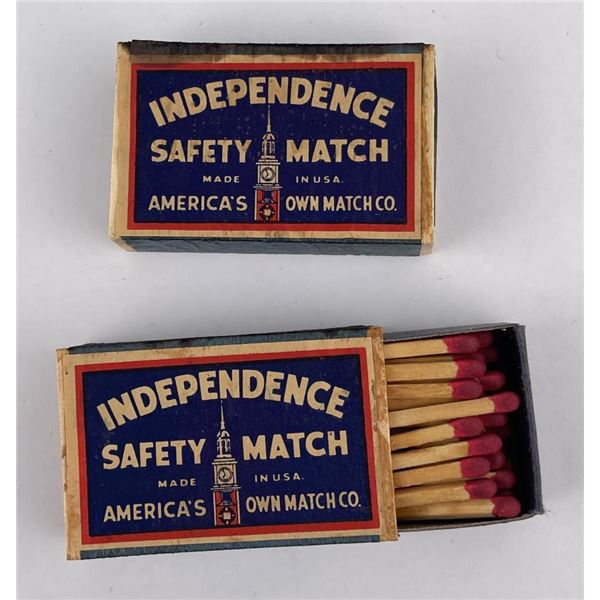 INDEPENDENCE
SAFETY MATCH
MADE IN USA.
AMERICA'S OWN MATCH CO.
INDEPENDENCE
SAFETY MATCH
MADE IN USA.
AMERICA'S OWN MATCH CO.